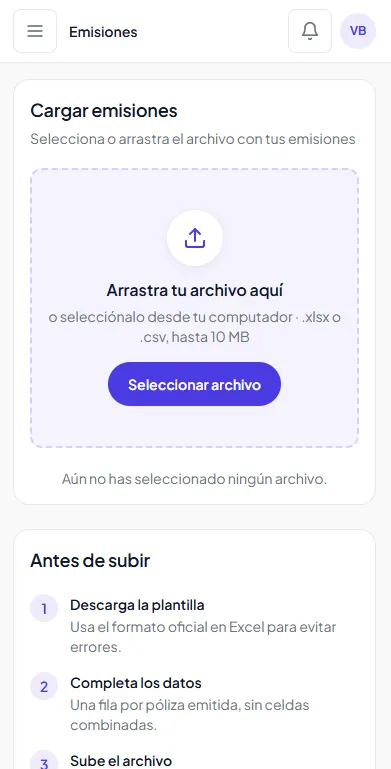 Emisiones
VB
Cargar emisiones
Selecciona o arrastra el archivo con tus emisiones
Arrastra tu archivo aquí
o selecciónalo desde tu computador · .xlsx o
.csv, hasta 10 MB
Seleccionar archivo
Aún no has seleccionado ningún archivo.
Antes de subir
1
Descarga la plantilla
Usa el formato oficial en Excel para evitar
errores.
2
Completa los datos
Una fila por póliza emitida, sin celdas
combinadas.
3
Sube el archivo